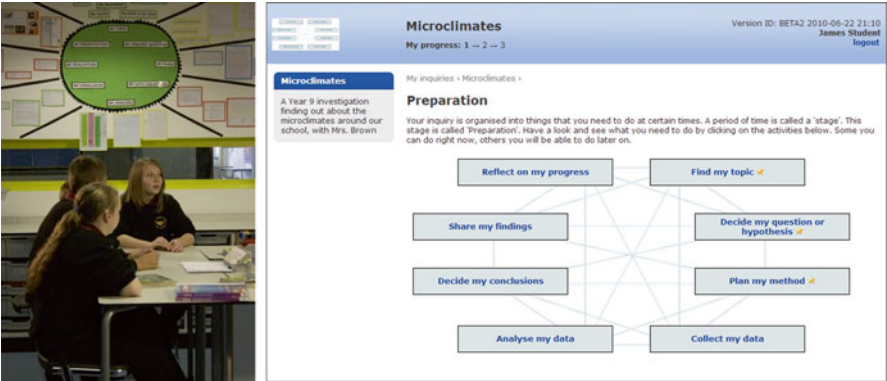 MY TOPIC
MY CONCLUSIONS
MY ANALYSIS
Microclimates
My progress: 1 → 2 → 3
Version ID: BETA2 2010-06-22 21:10
James Student
logout
Microclimates
A Year 9 investigation
finding out about the
microclimates around our
school, with Mrs. Brown
My inquiries › Microclimates ›
Preparation
Your inquiry is organised into things that you need to do at certain times. A period of time is called a 'stage'. This
stage is called 'Preparation'. Have a look and see what you need to do by clicking on the activities below. Some you
can do right now, others you will be able to do later on.
Reflect on my progress
Find my topic
Share my findings
Decide my question or
hypothesis
Decide my conclusions
Plan my method
Analyse my data
Collect my data